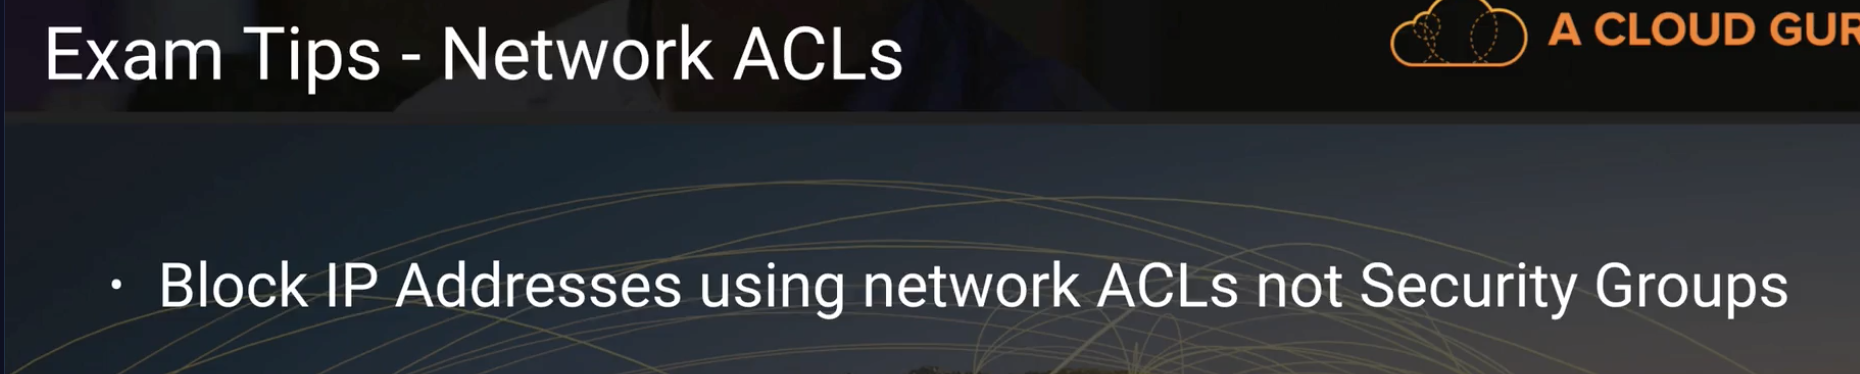 Exam Tips - Network ACLs
A CLOUD GUR
• Block IP Addresses using network ACLs not Security Groups